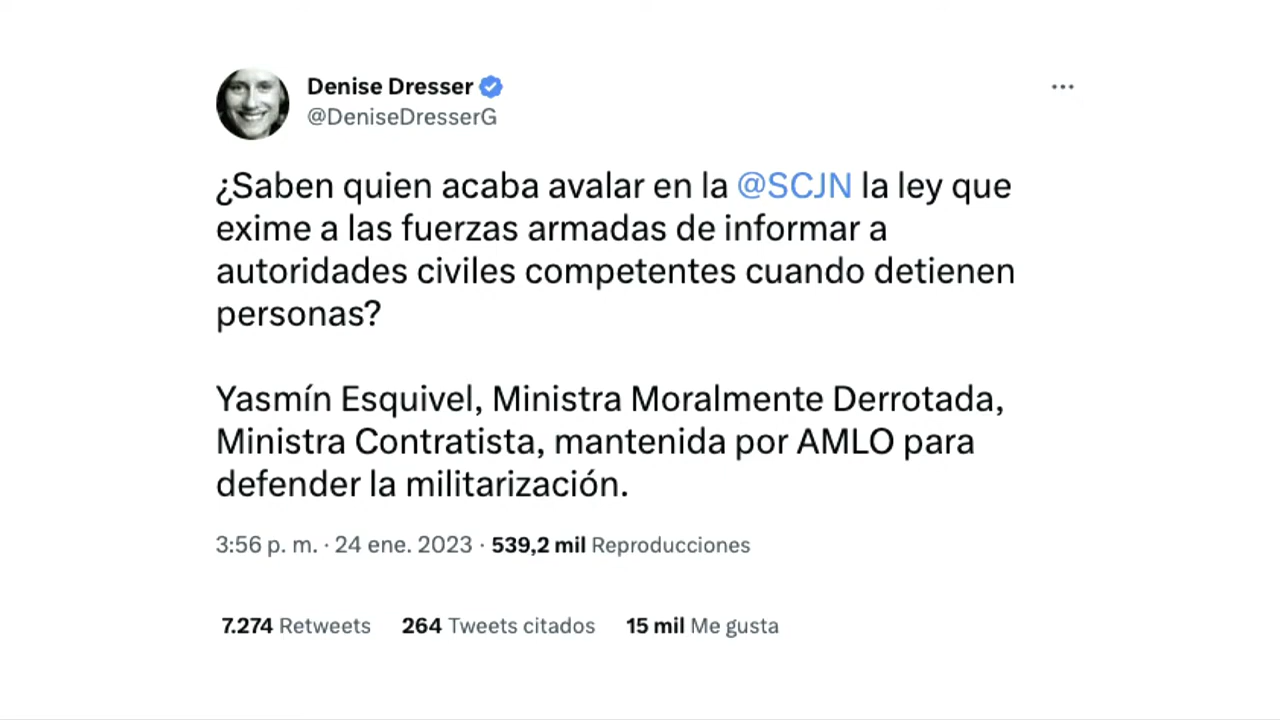 Denise Dresser
@DeniseDresserG
¿Saben quien acaba avalar en la @SCJN la ley que
exime a las fuerzas armadas de informar a
autoridades civiles competentes cuando detienen
personas?
Yasmín Esquivel, Ministra Moralmente Derrotada,
Ministra Contratista, mantenida por AMLO para
defender la militarización.
3:56 p. m. · 24 ene. 2023 · 539,2 mil Reproducciones
7.274 Retweets 264 Tweets citados 15 mil Me gusta